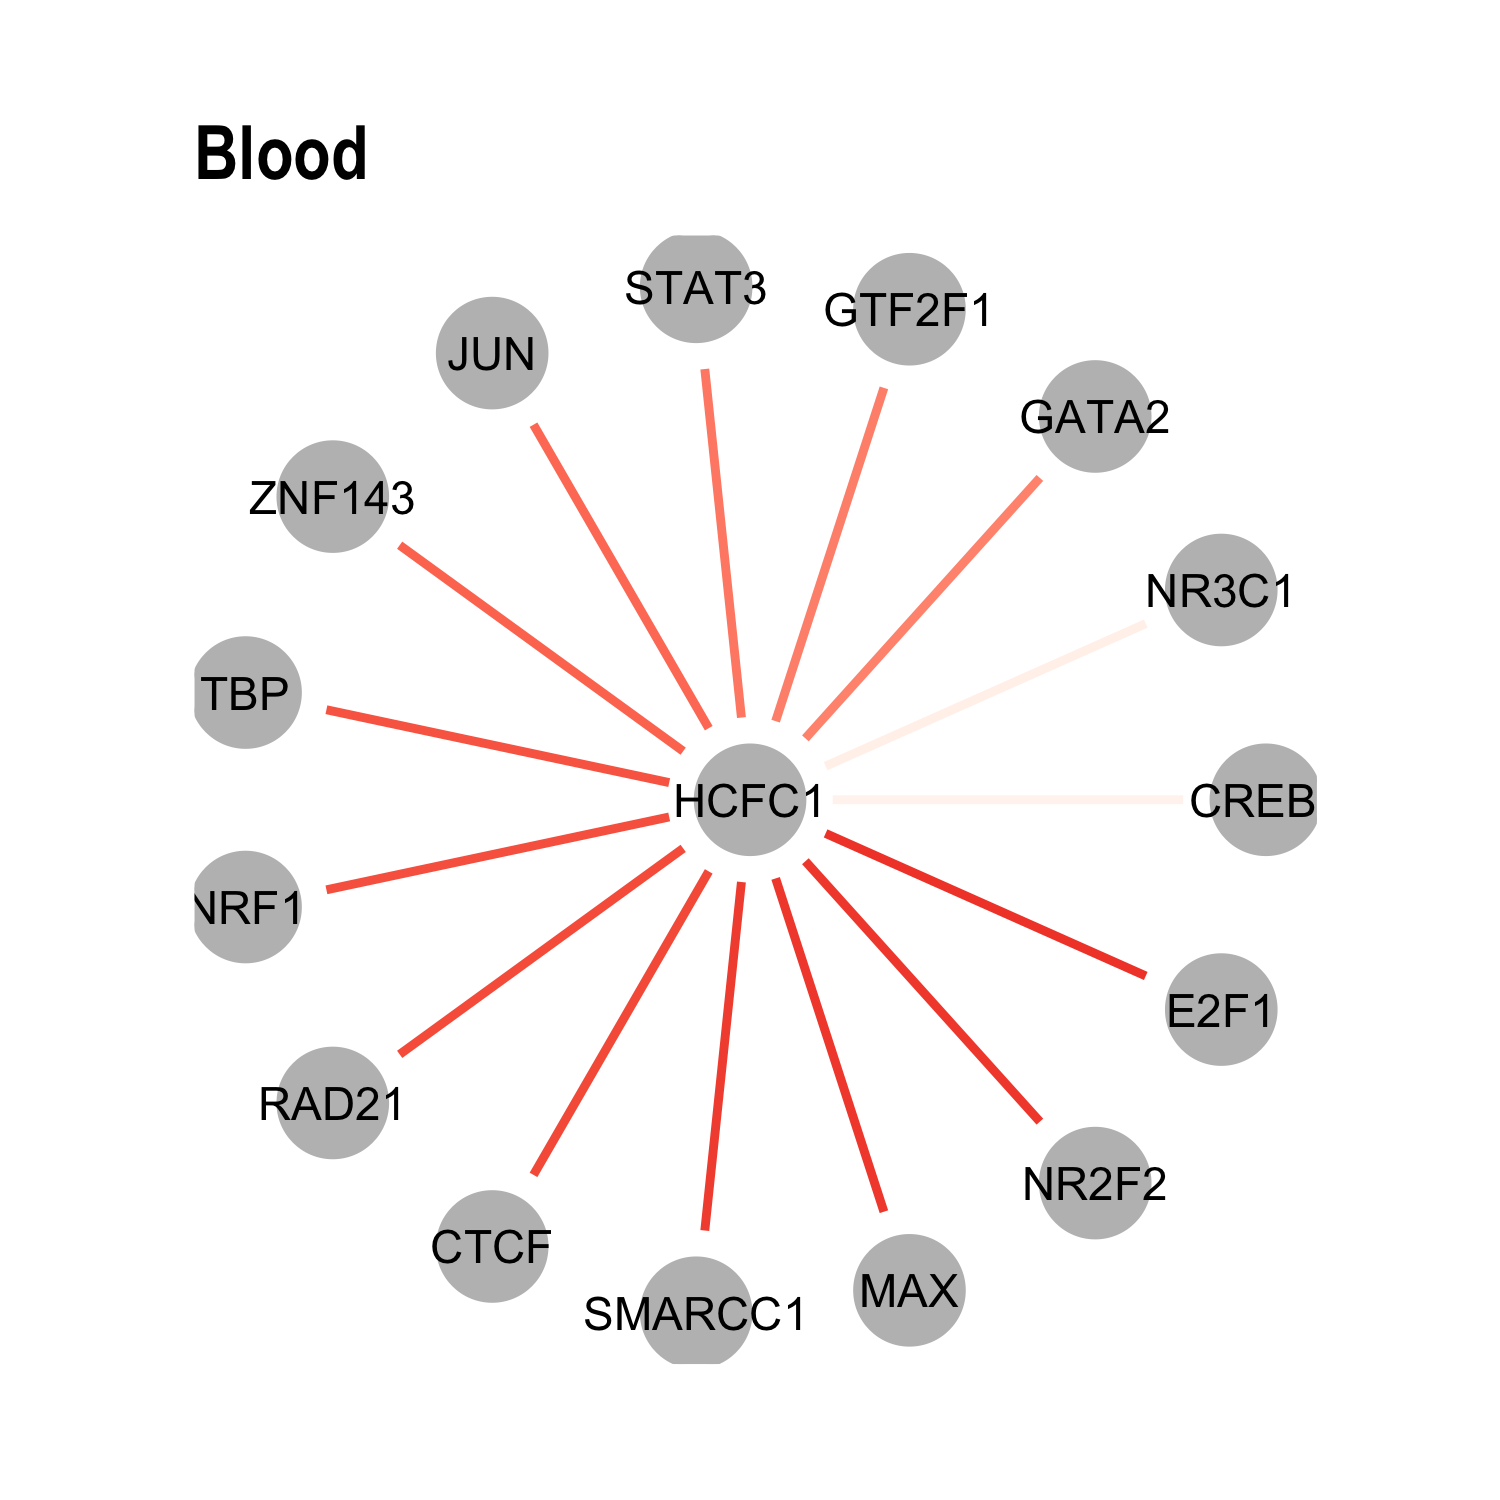 Blood
STAT3
GTF2F1
JUN
GATA2
ZNF143
NR3C1
TBP
HCFC1
CREB
NRF1
E2F1
RAD21
NR2F2
CTCF
MAX
SMARCC1